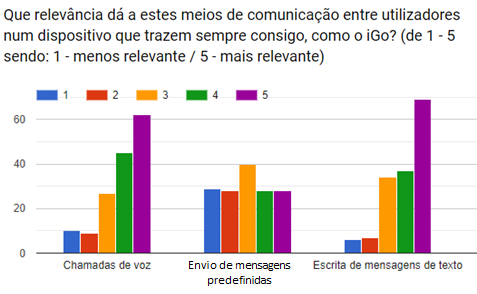 Que relevância dá a estes meios de comunicação entre utilizadores
num dispositivo que trazem sempre consigo, como o iGo? (de 1 - 5
sendo: 1 - menos relevante / 5 - mais relevante)
1 2 3 4 5
60
40
20
0
Chamadas de voz Envio de mensagens Escrita de mensagens de texto
predefinidas